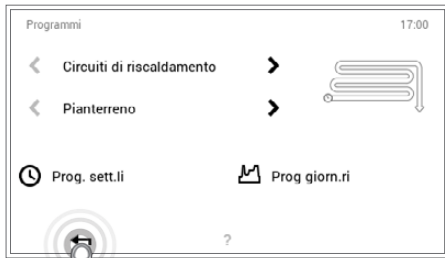 Programmi 17:00
Circuiti di riscaldamento
Pianterreno
Prog. sett.li Prog giorn.ri
?